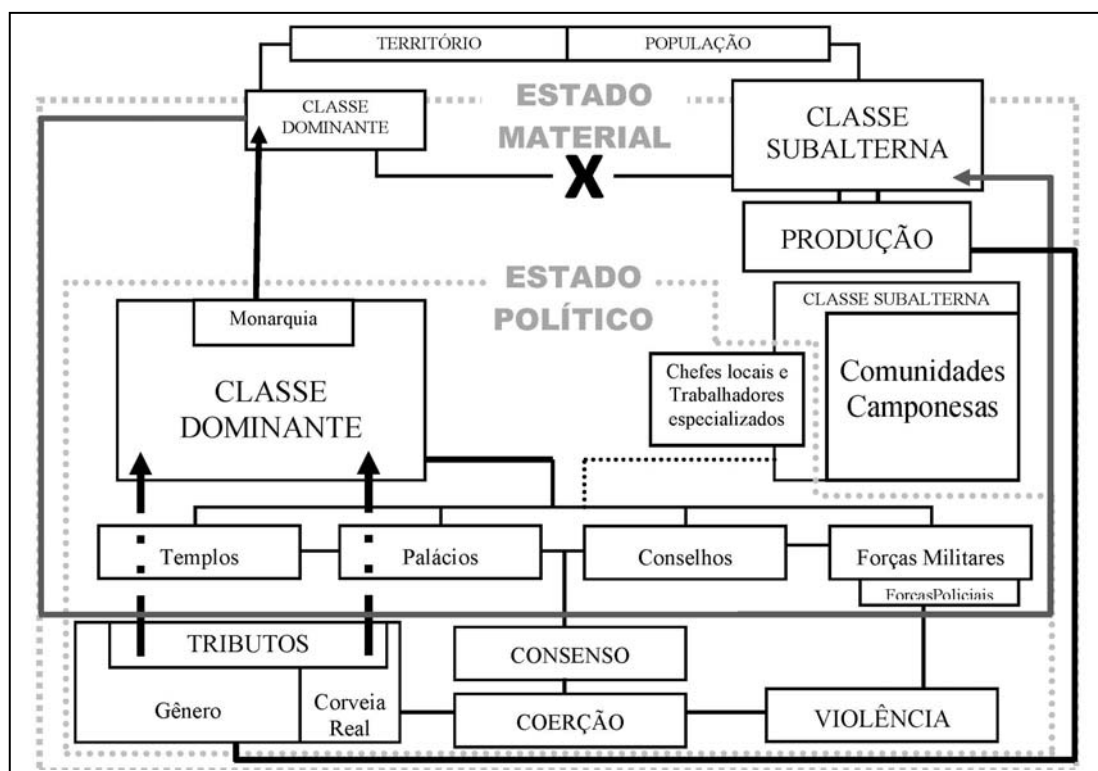 TERRITÓRIO
POPULAÇÃO
CLASSE
DOMINANTE
ESTADO
MATERIAL
X
CLASSE
SUBALTERNA
PRODUÇÃO
ESTADO
POLÍTICO
Monarquia
CLASSE
DOMINANTE
CLASSE SUBALTERNA
Chefes locais e
Trabalhadores
especializados
Comunidades
Camponesas
Templos
Palácios
Conselhos
Forças Militares
ForçasPoliciais
TRIBUTOS
Gênero
Corveia
Real
CONSENSO
COERÇÃO
VIOLÊNCIA